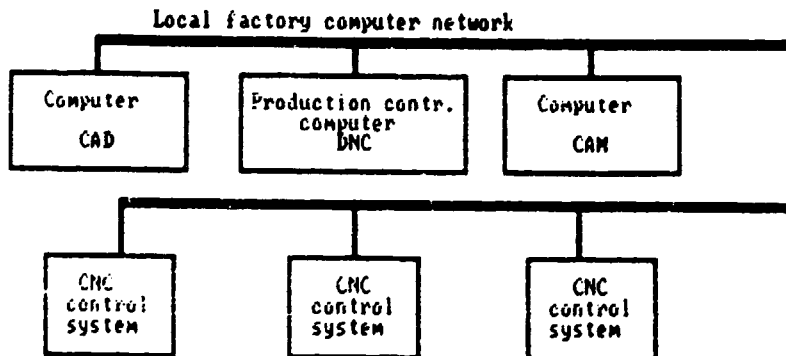 Local factory computer network
Computer
CAD
Production contr.
computer
DNC
Computer
CAM
CNC
control
system
CNC
control
system
CNC
control
system